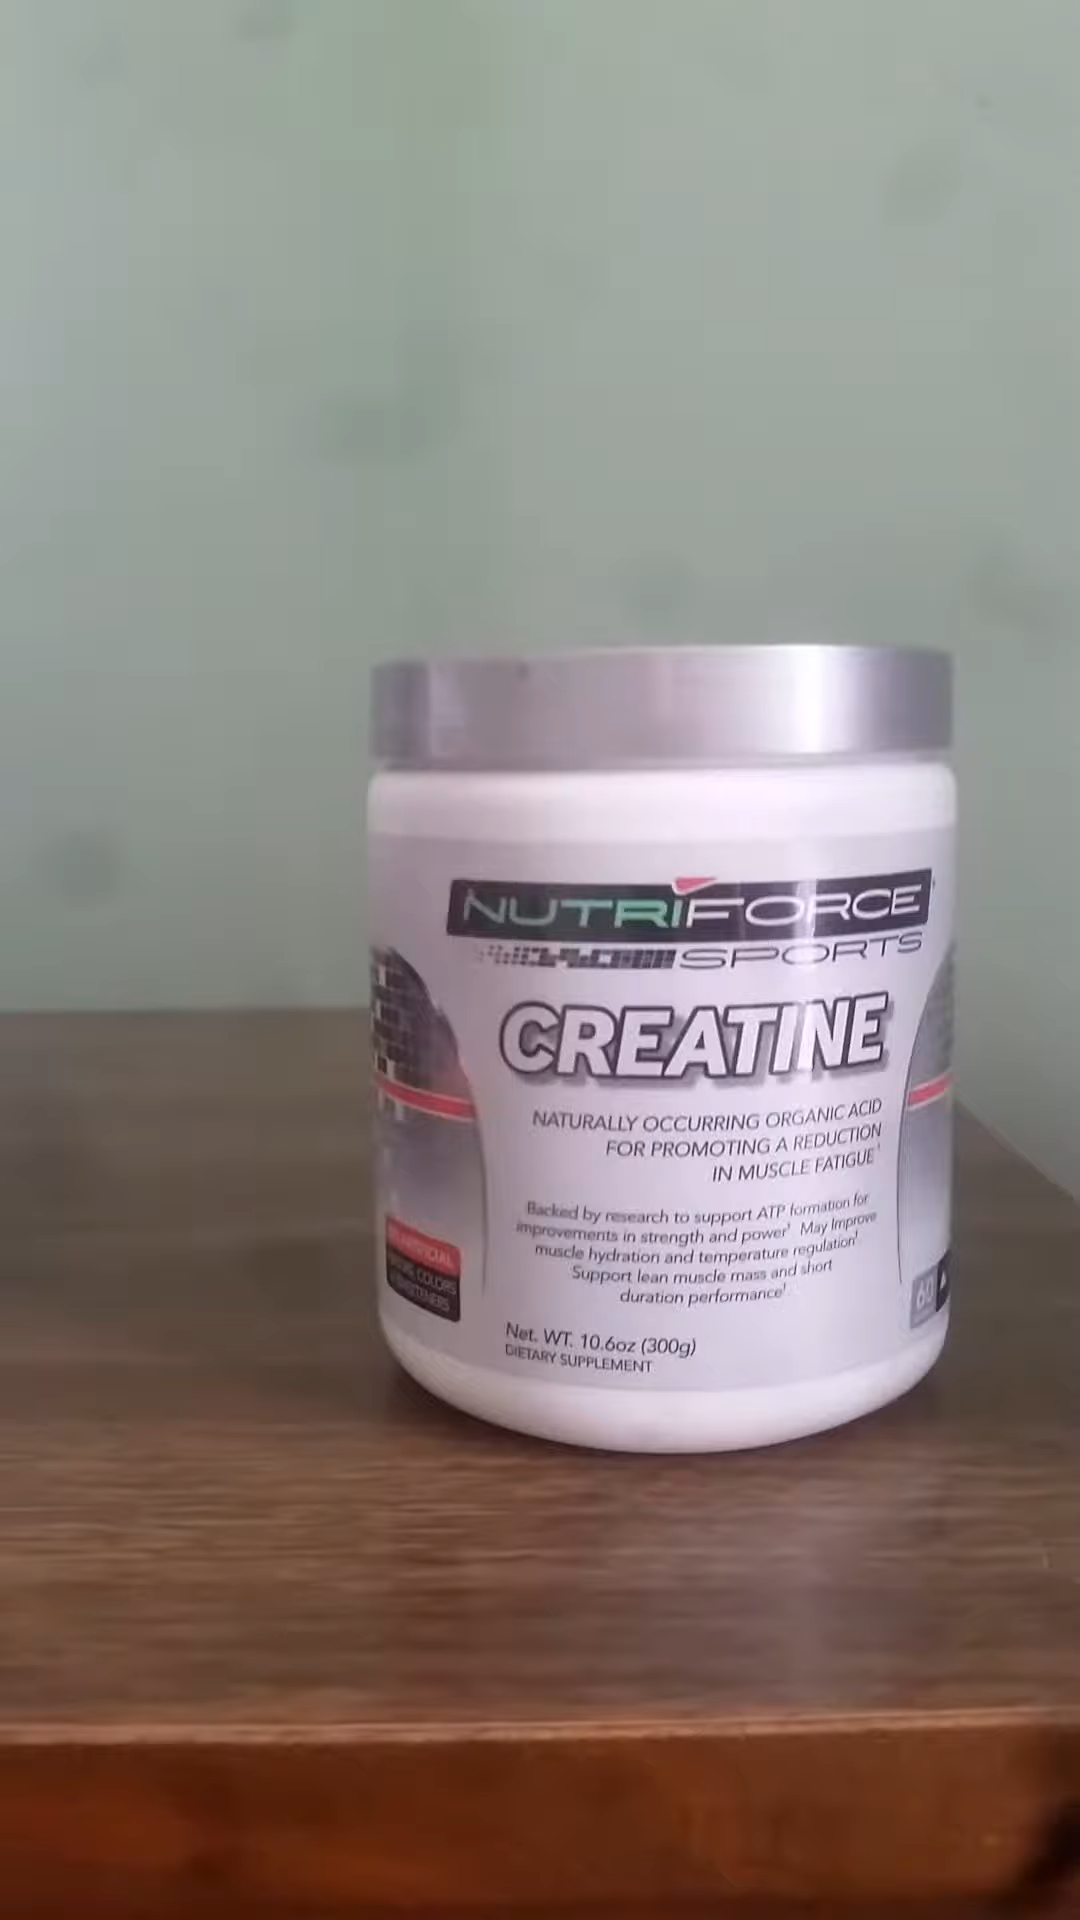 NUTRIFORCE
SPORTS
CREATINE
NATURALLY OCCURRING ORGANIC ACID
FOR PROMOTING A REDUCTION
IN MUSCLE FATIGUE†
Backed by research to support ATP formation for
improvements in strength and power† May Improve
muscle hydration and temperature regulation†
Support lean muscle mass and short
duration performance†
Net. WT. 10.6oz (300g)
DIETARY SUPPLEMENT
COLORS
60